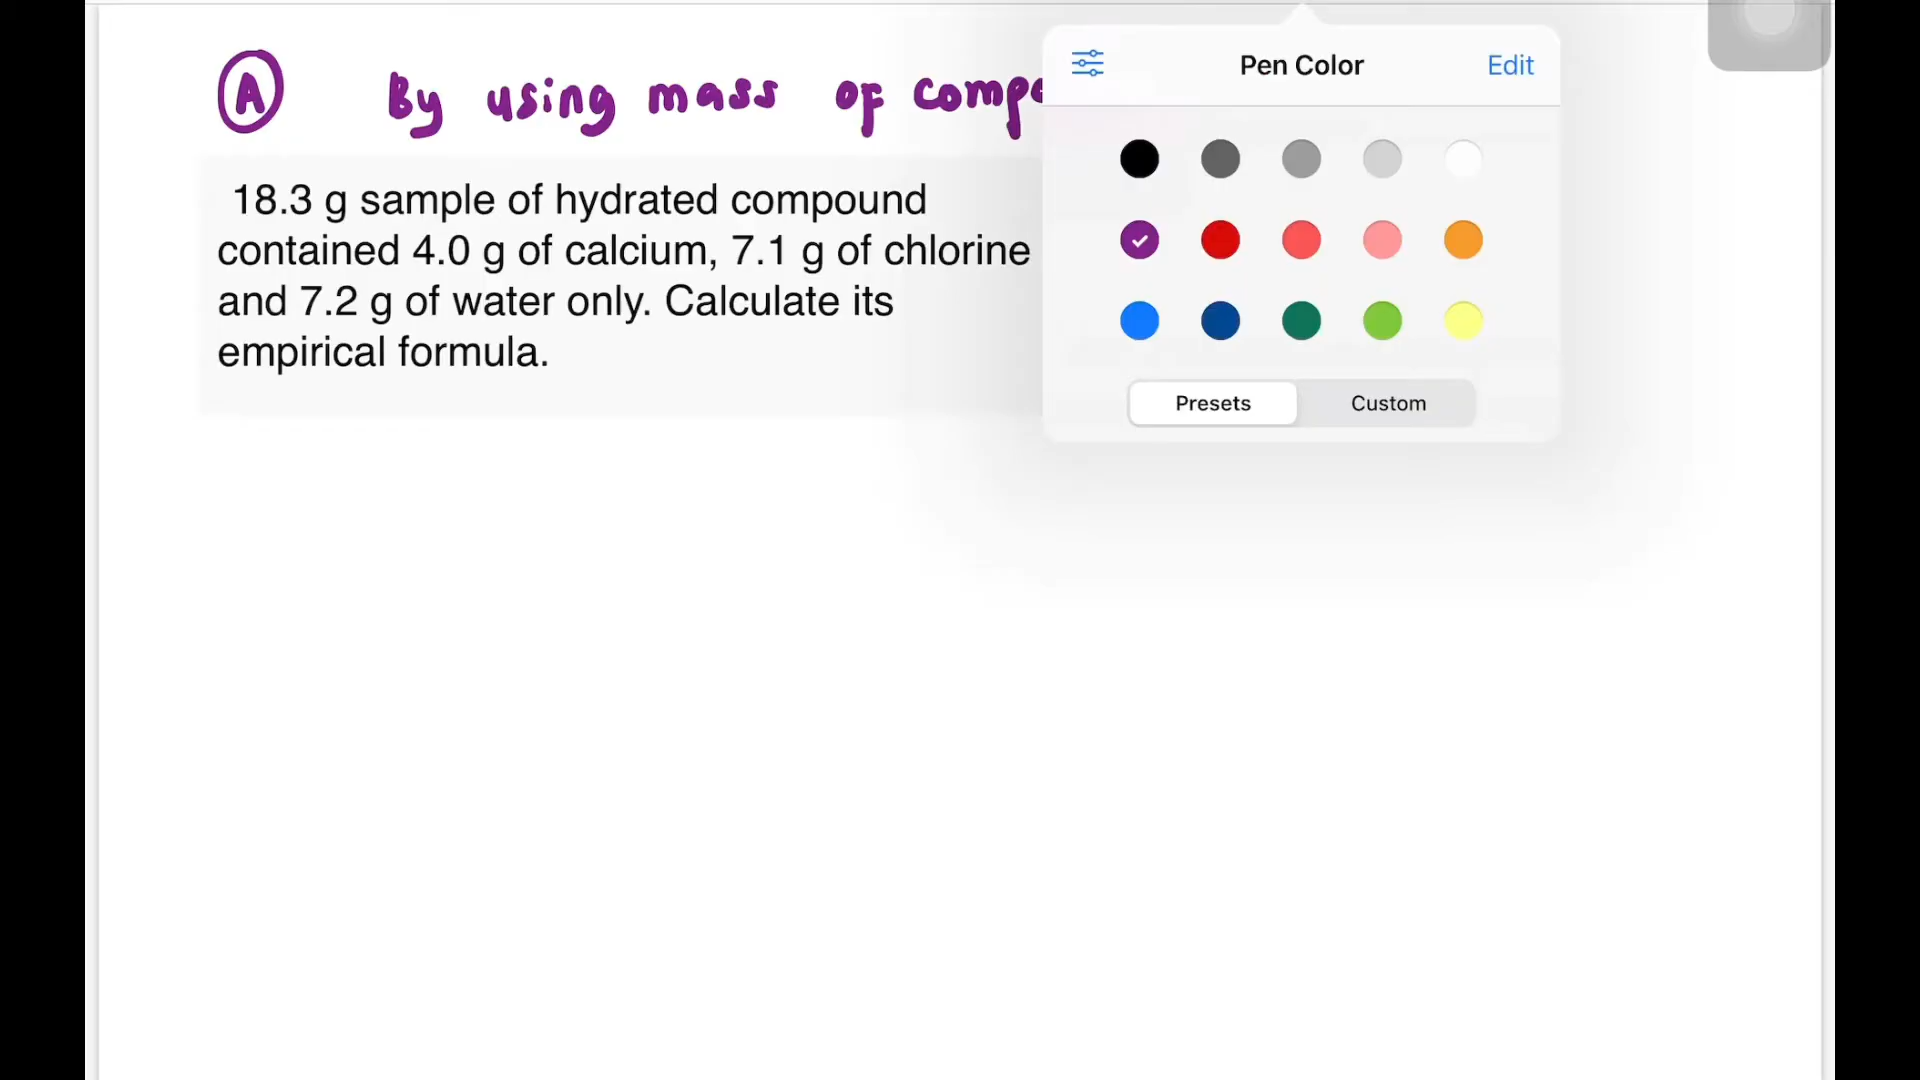 A By using mass of comp
18.3 g sample of hydrated compound
contained 4.0 g of calcium, 7.1 g of chlorine
and 7.2 g of water only. Calculate its
empirical formula.
Pen Color
Edit
Presets
Custom